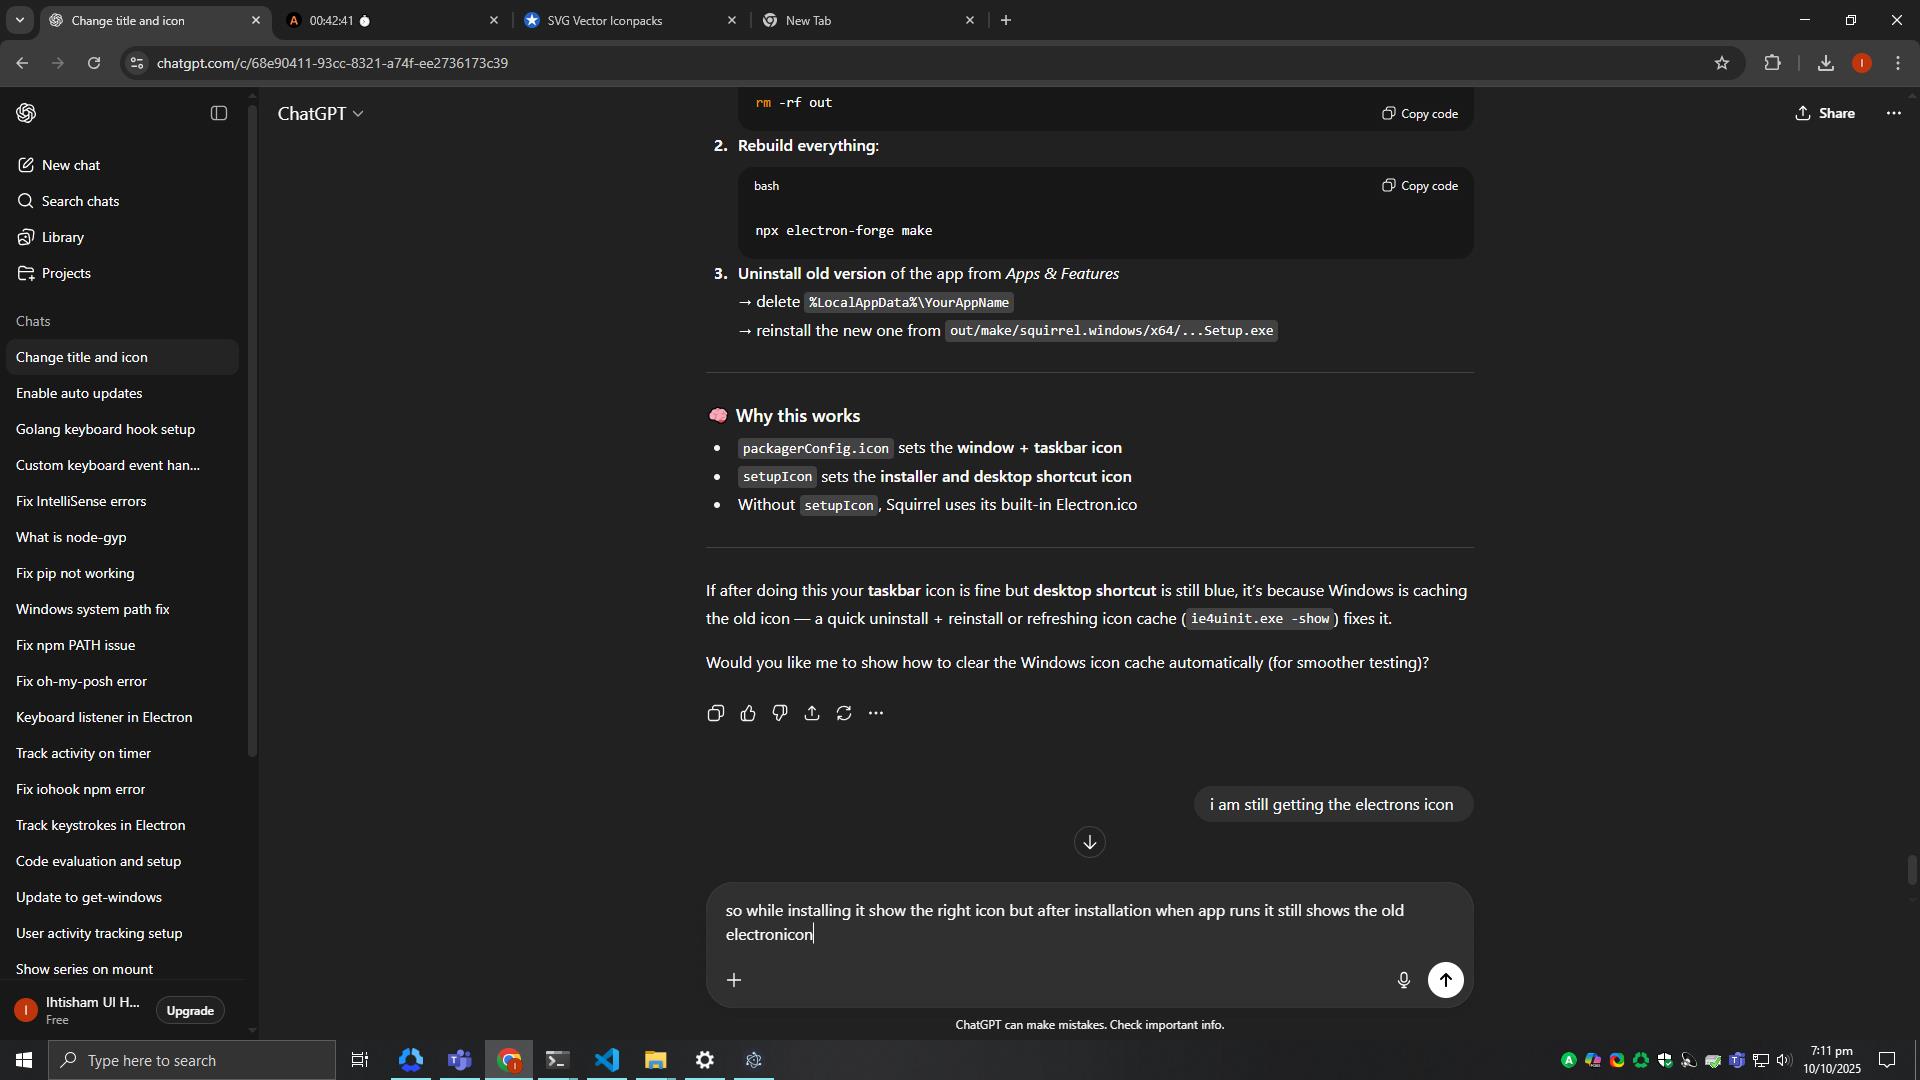 Change title and icon
00:42:41
SVG Vector Iconpacks
New Tab
chatgpt.com/c/68e90411-93cc-8321-a74f-ee2736173c39
I
ChatGPT
Share
New chat
Search chats
Library
Projects
Chats
Change title and icon
Enable auto updates
Golang keyboard hook setup
Custom keyboard event han...
Fix IntelliSense errors
What is node-gyp
Fix pip not working
Windows system path fix
Fix npm PATH issue
Fix oh-my-posh error
Keyboard listener in Electron
Track activity on timer
Fix iohook npm error
Track keystrokes in Electron
Code evaluation and setup
Update to get-windows
User activity tracking setup
Show series on mount
I
Ihtisham Ul H...
Free
Upgrade
rm -rf out
Copy code
2. Rebuild everything:
bash
Copy code
npx electron-forge make
3. Uninstall old version of the app from Apps & Features
→ delete %LocalAppData%\YourAppName
→ reinstall the new one from out/make/squirrel.windows/x64/...Setup.exe
🧠 Why this works
• packagerConfig.icon sets the window + taskbar icon
• setupIcon sets the installer and desktop shortcut icon
• Without setupIcon, Squirrel uses its built-in Electron.ico
If after doing this your taskbar icon is fine but desktop shortcut is still blue, it’s because Windows is caching
the old icon — a quick uninstall + reinstall or refreshing icon cache (ie4uinit.exe -show) fixes it.
Would you like me to show how to clear the Windows icon cache automatically (for smoother testing)?
i am still getting the electrons icon
so while installing it show the right icon but after installation when app runs it still shows the old
electronicon
ChatGPT can make mistakes. Check important info.
Type here to search
7:11 pm
10/10/2025